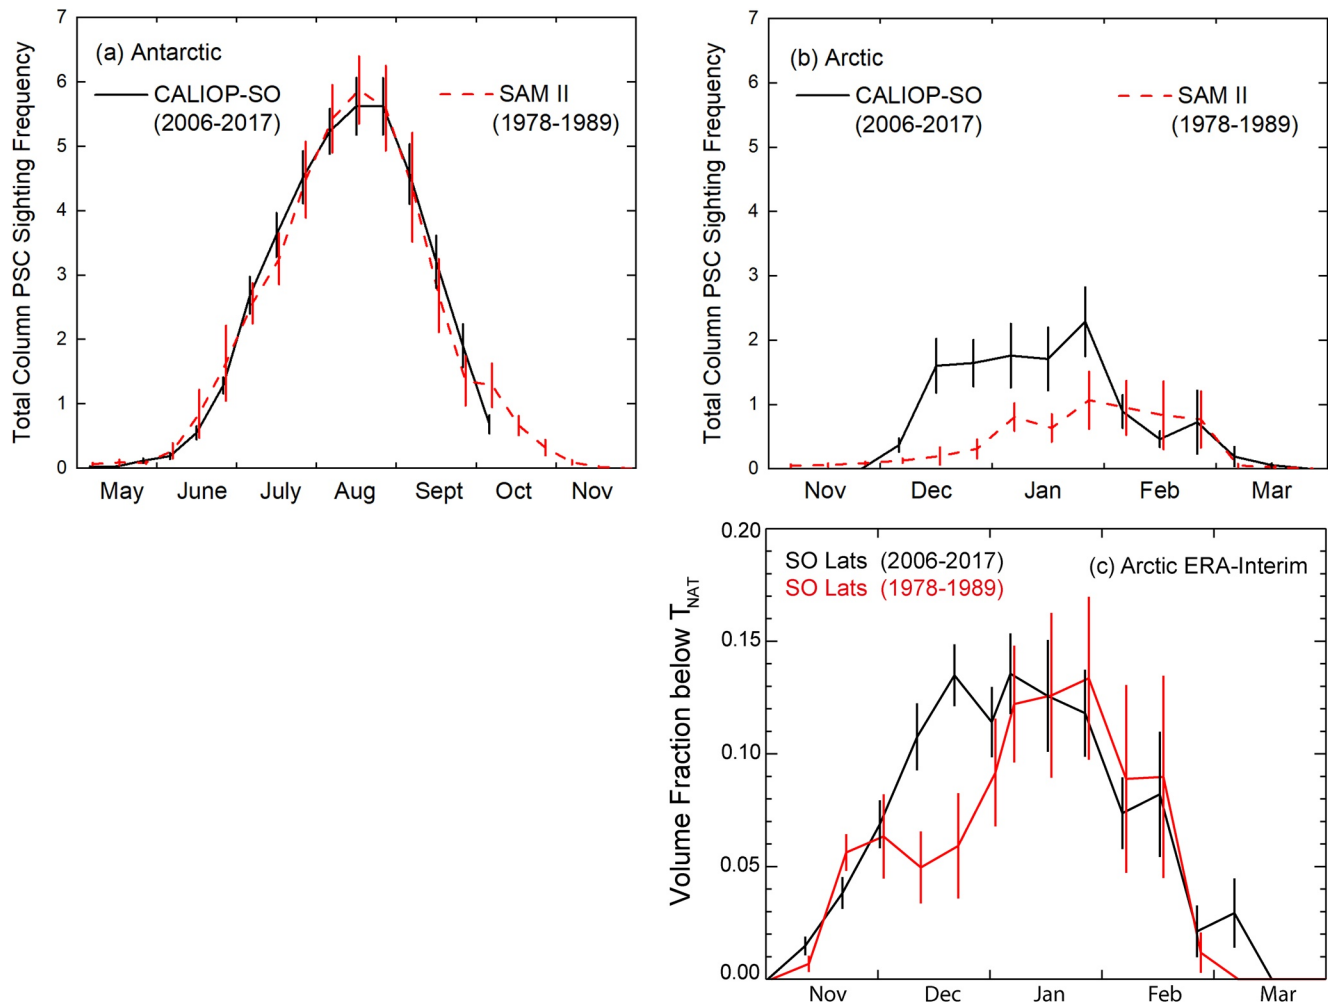 Total Column PSC Sighting Frequency
7
6
5
4
3
2
1
0
(a) Antarctic
CALIOP-SO
(2006-2017)
SAM II
(1978-1989)
May June July Aug Sept Oct Nov
Total Column PSC Sighting Frequency
7
6
5
4
3
2
1
0
(b) Arctic
CALIOP-SO
(2006-2017)
SAM II
(1978-1989)
Nov Dec Jan Feb Mar
Volume Fraction below TNAT
0.20
0.15
0.10
0.05
0.00
SO Lats (2006-2017)
SO Lats (1978-1989)
(c) Arctic ERA-Interim
Nov Dec Jan Feb Mar